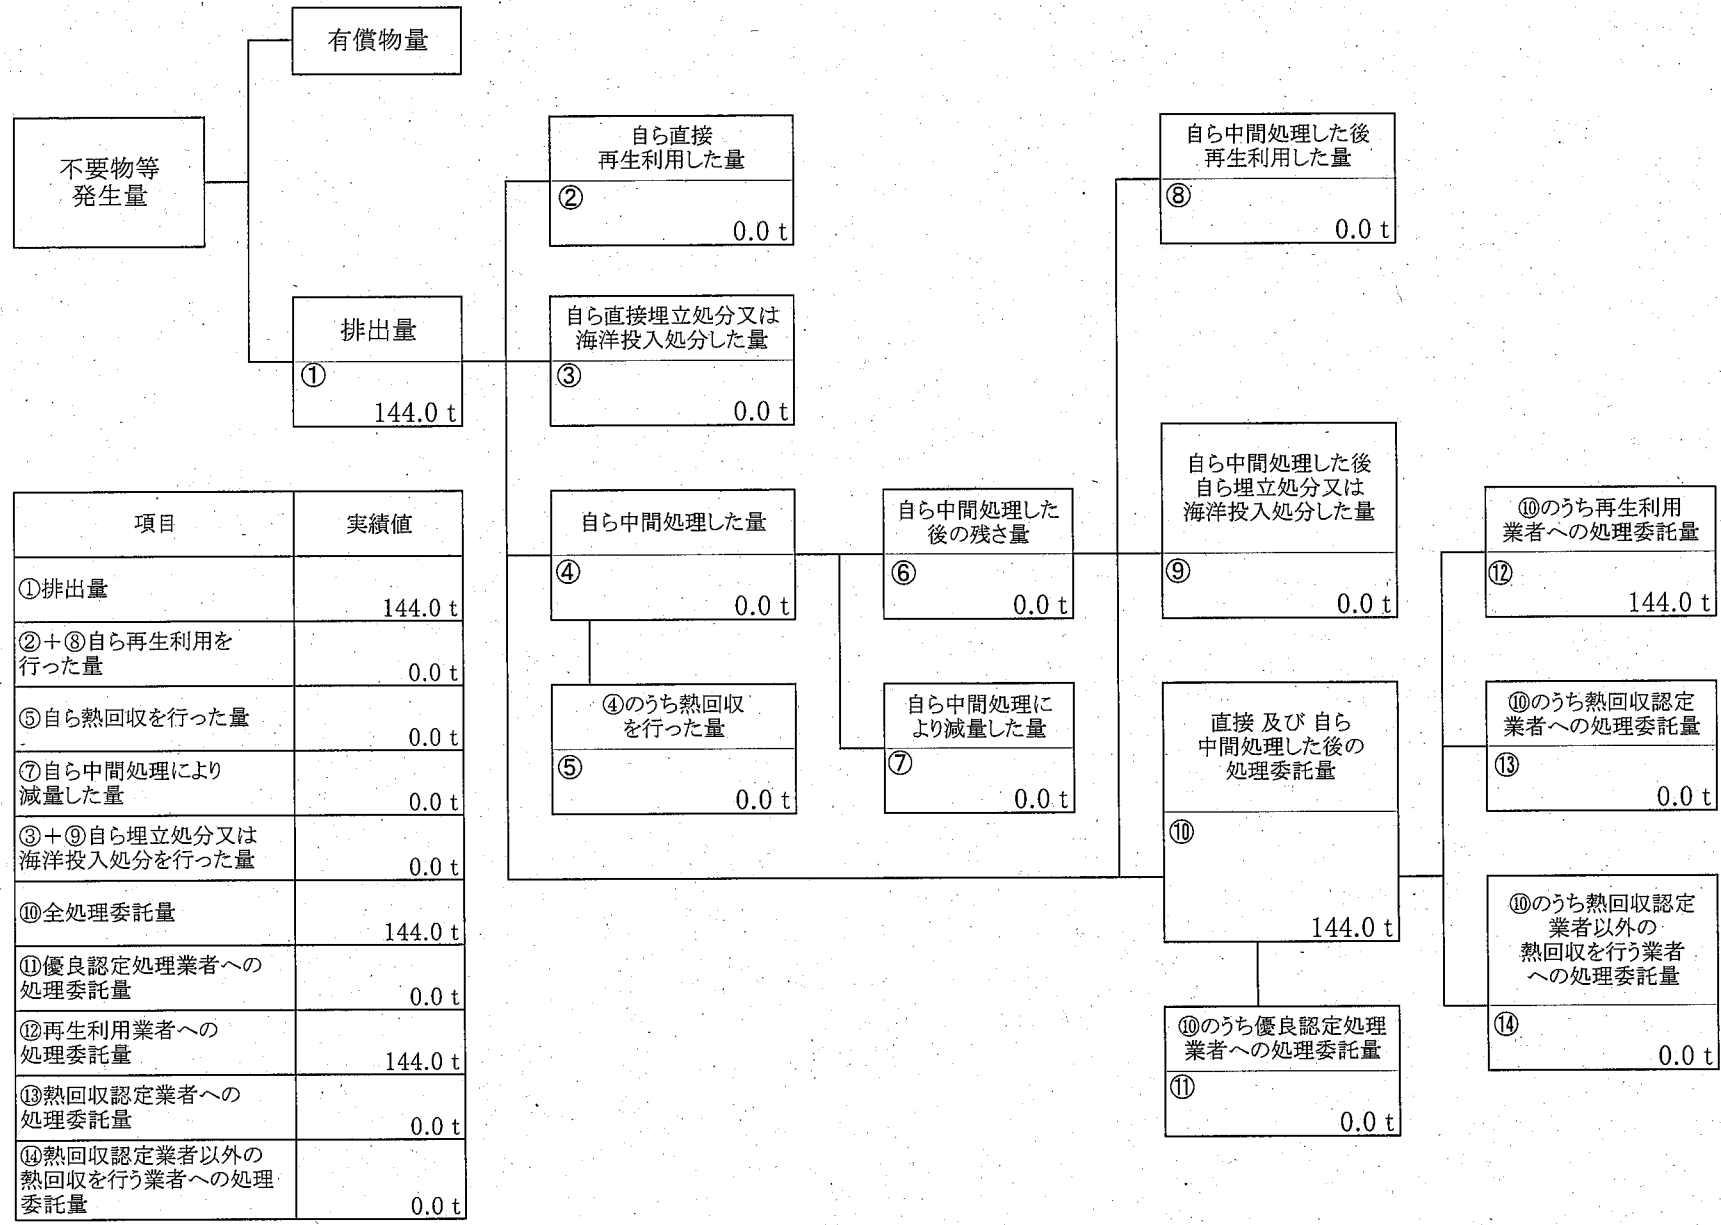 有償物量
不要物等
発生量
排出量
①
144.0 t
自ら直接
再生利用した量
②
0.0 t
自ら直接埋立処分又は
海洋投入処分した量
③
0.0 t
自ら中間処理した量
④
0.0 t
④のうち熱回収
を行った量
⑤
0.0 t
自ら中間処理した
後の残さ量
⑥
0.0 t
自ら中間処理に
より減量した量
⑦
0.0 t
自ら中間処理した後
再生利用した量
⑧
0.0 t
自ら中間処理した後
自ら埋立処分又は
海洋投入処分した量
⑨
0.0 t
直接 及び 自ら
中間処理した後の
処理委託量
⑩
144.0 t
⑩のうち優良認定処理
業者への処理委託量
⑪
0.0 t
⑩のうち再生利用
業者への処理委託量
⑫
144.0 t
⑩のうち熱回収認定
業者への処理委託量
⑬
0.0 t
⑩のうち熱回収認定
業者以外の
熱回収を行う業者
への処理委託量
⑭
0.0 t
項目 実績値
①排出量
144.0 t
②+⑧自ら再生利用を
行った量
0.0 t
⑤自ら熱回収を行った量
0.0 t
⑦自ら中間処理により
減量した量
0.0 t
③+⑨自ら埋立処分又は
海洋投入処分を行った量
0.0 t
⑩全処理委託量
144.0 t
⑪優良認定処理業者への
処理委託量
0.0 t
⑫再生利用業者への
処理委託量
144.0 t
⑬熱回収認定業者への
処理委託量
0.0 t
⑭熱回収認定業者以外の
熱回収を行う業者への処理
委託量
0.0 t